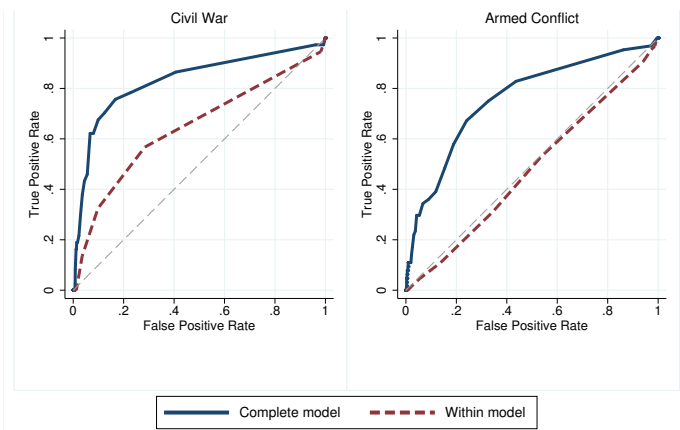 Civil War
True Positive Rate
1
.8
.6
.4
.2
0
0 .2 .4 .6 .8 1
False Positive Rate
Armed Conflict
True Positive Rate
1
.8
.6
.4
.2
0
0 .2 .4 .6 .8 1
False Positive Rate
Complete model Within model